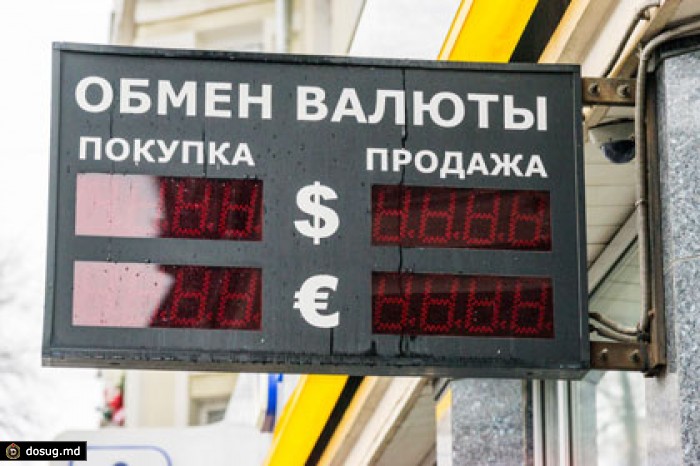 ОБМЕН ВАЛЮТЫ
ПОКУПКА ПРОДАЖА
$
€
dosug.md